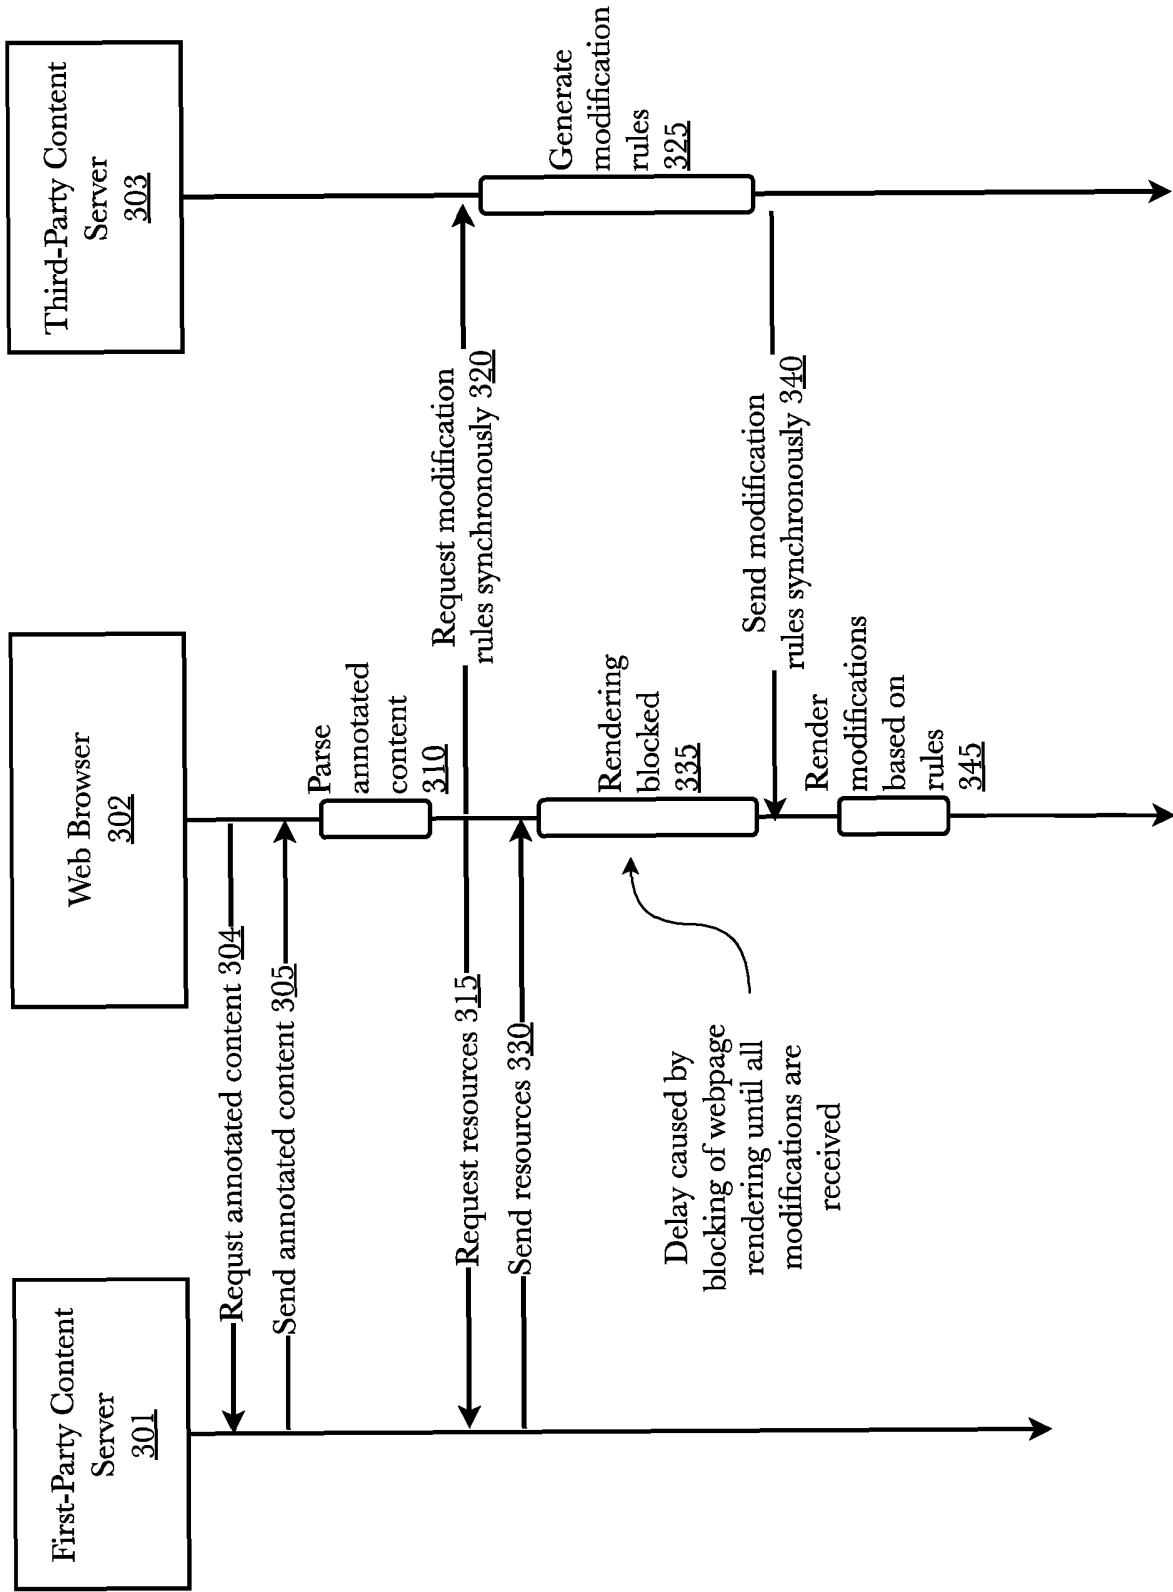 First-Party Content
Server
301
Web Browser
302
Third-Party Content
Server
303
Requst annotated content 304
Send annotated content 305
Parse
annotated
content
310
Request resources 315
Request modification
rules synchronously 320
Generate
modification
rules
325
Send resources 330
Rendering
blocked
335
Delay caused by
blocking of webpage
rendering until all
modifications are
received
Send modification
rules synchronously 340
Render
modifications
based on
rules
345